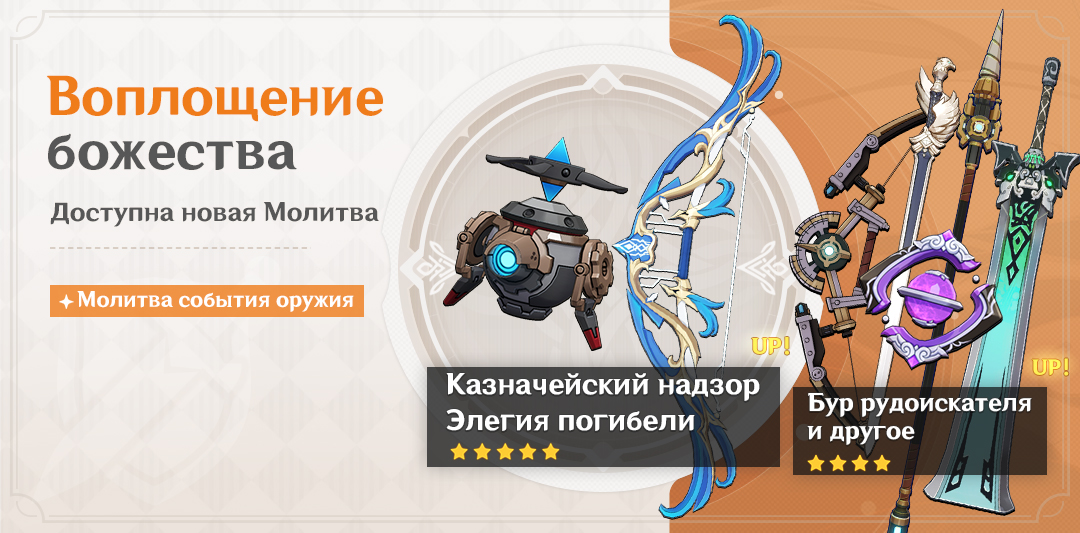 Воплощение
божества
Доступна новая Молитва
Молитва события оружия
UP!
Казначейский надзор
Элегия погибели
UP!
Бур рудоискателя
и другое